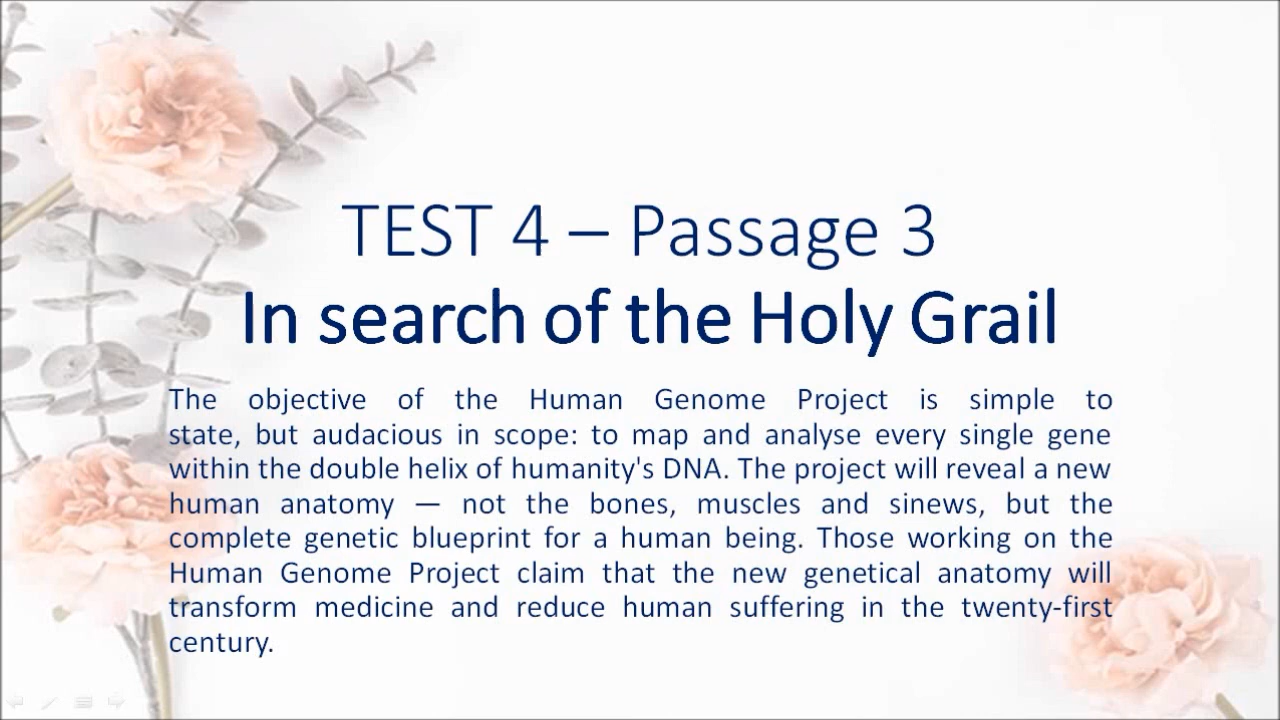 TEST 4 – Passage 3
In search of the Holy Grail
The objective of the Human Genome Project is simple to
state, but audacious in scope: to map and analyse every single gene
within the double helix of humanity's DNA. The project will reveal a new
human anatomy — not the bones, muscles and sinews, but the
complete genetic blueprint for a human being. Those working on the
Human Genome Project claim that the new genetical anatomy will
transform medicine and reduce human suffering in the twenty-first
century.